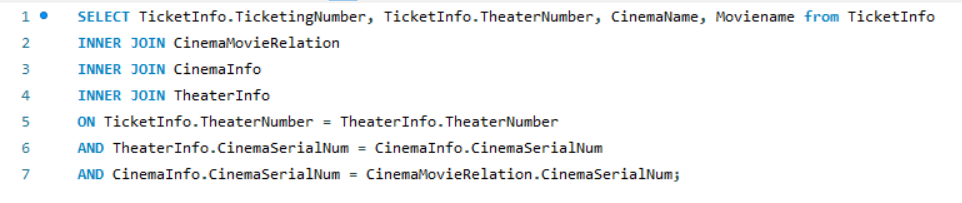 1 SELECT TicketInfo.TicketingNumber, TicketInfo.TheaterNumber, CinemaName, Moviename from TicketInfo
2 INNER JOIN CinemaMovieRelation
3 INNER JOIN CinemaInfo
4 INNER JOIN TheaterInfo
5 ON TicketInfo.TheaterNumber = TheaterInfo.TheaterNumber
6 AND TheaterInfo.CinemaSerialNum = CinemaInfo.CinemaSerialNum
7 AND CinemaInfo.CinemaSerialNum = CinemaMovieRelation.CinemaSerialNum;